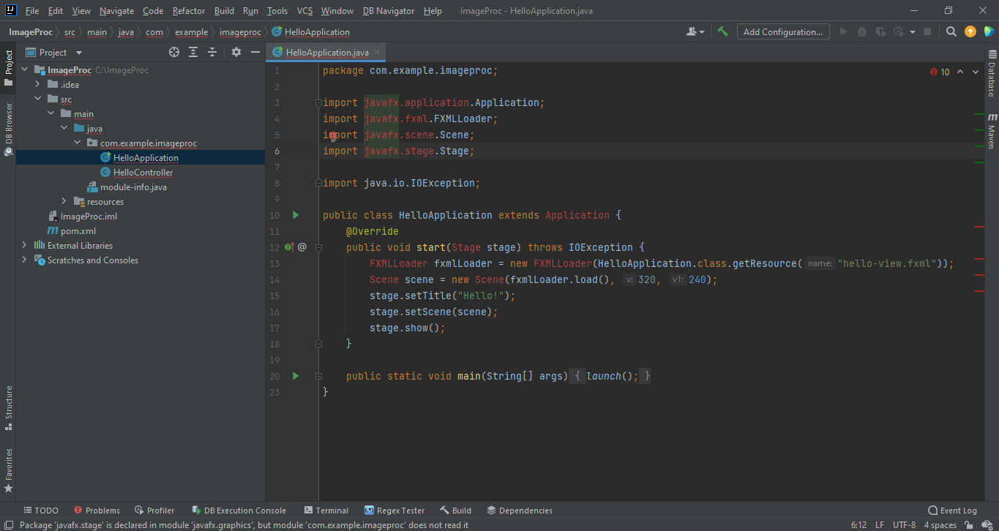 IJ File Edit View Navigate Code Refactor Build Run Tools VCS Window DB Navigator Help ImageProc - HelloApplication.java
ImageProc src main java com example imageproc HelloApplication Add Configuration...
Project HelloApplication.java
Project
DB Browser
Structure
Favorites
ImageProc C:\ImageProc
.idea
src
main
java
com.example.imageproc
HelloApplication
HelloController
module-info.java
resources
ImageProc.iml
pom.xml
External Libraries
Scratches and Consoles
10
1 package com.example.imageproc;
2
3 import javafx.application.Application;
4 import javafx.fxml.FXMLLoader;
5 import javafx.scene.Scene;
6 import javafx.stage.Stage;
7
8 import java.io.IOException;
9
10 public class HelloApplication extends Application {
11 @Override
12 @ public void start(Stage stage) throws IOException {
13 FXMLLoader fxmlLoader = new FXMLLoader(HelloApplication.class.getResource( name: "hello-view.fxml"));
14 Scene scene = new Scene(fxmlLoader.load(), v: 320, v1: 240);
15 stage.setTitle("Hello!");
16 stage.setScene(scene);
17 stage.show();
18 }
19
20 public static void main(String[] args) { launch(); }
23 }
Database
Maven
TODO Problems Profiler DB Execution Console Terminal Regex Tester Build Dependencies Event Log
Package 'javafx.stage' is declared in module 'javafx.graphics', but module 'com.example.imageproc' does not read it 6:12 LF UTF-8 4 spaces